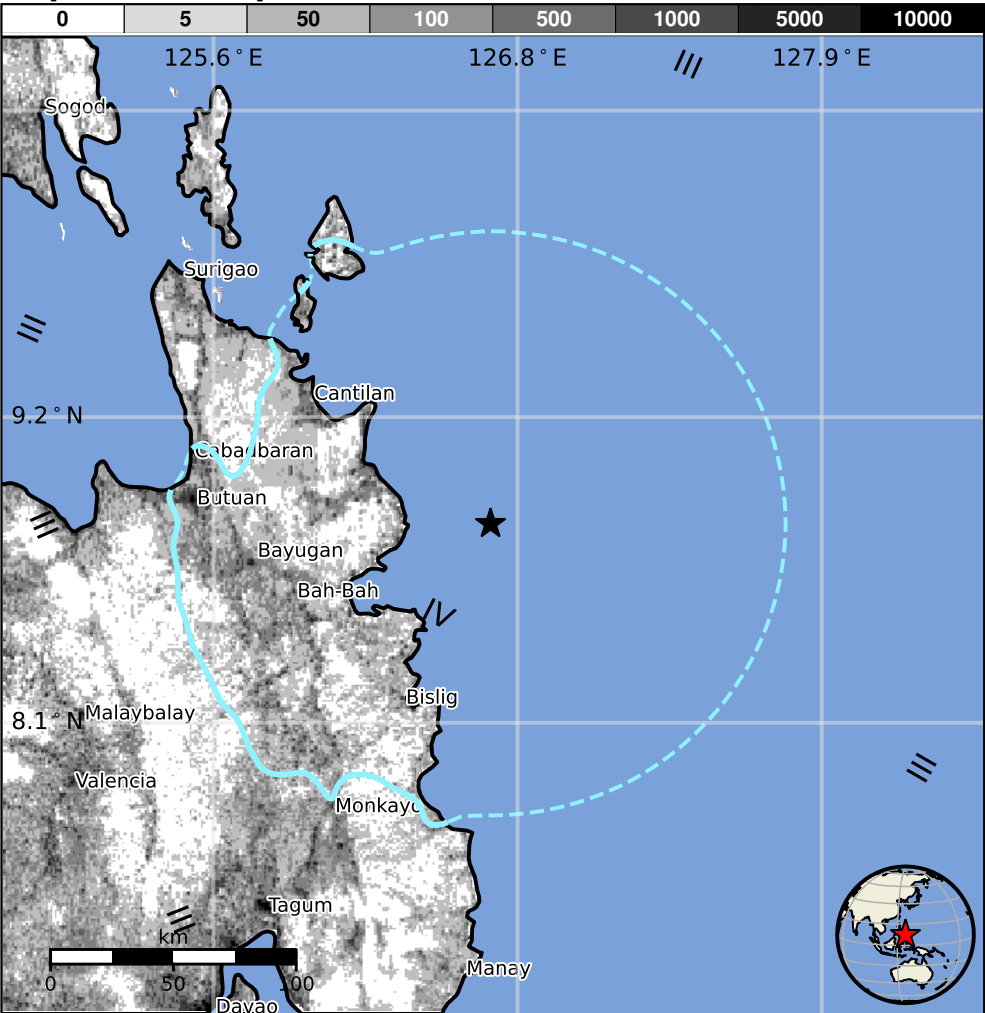 0 5 50 100 500 1000 5000 10000
125.6°E 126.8°E 127.9°E
III
Sogod
Surigao
III
Cantilan
9.2°N
Cabadbaran
Butuan
III
Bayugan
Bah-Bah
IV
Bislig
Malaybalay
8.1°N
III
Valencia
Monkayo
Tagum
III
km
Manay
0 50 100
Davao